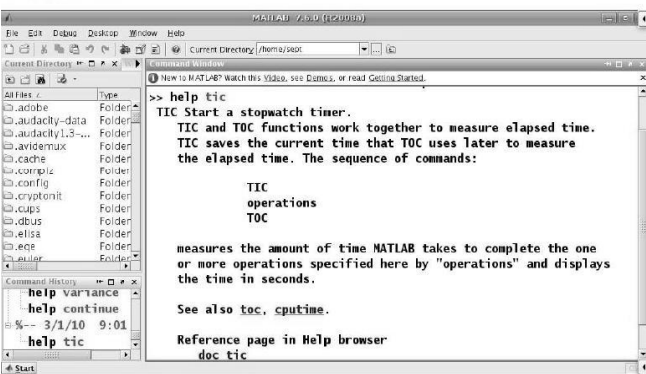 MATLAB 7.6.0 (R2008a)
File Edit Debug Desktop Window Help
Current Directory: /home/sept
Current Directory
Command Window
New to MATLAB? Watch this Video, see Demos, or read Getting Started.
All Files Type
.adobe Folder
.audacity-data Folder
.audacity1.3-... Folder
.avidemux Folder
.cache Folder
.compiz Folder
.config Folder
.cryptonit Folder
.cups Folder
.dbus Folder
.elisa Folder
.eqe Folder
.euler Folder
>> help tic
TIC Start a stopwatch timer.
TIC and TOC functions work together to measure elapsed time.
TIC saves the current time that TOC uses later to measure
the elapsed time. The sequence of commands:
TIC
operations
TOC
measures the amount of time MATLAB takes to complete the one
or more operations specified here by "operations" and displays
the time in seconds.
See also toc, cputime.
Reference page in Help browser
doc tic
Command History
help variance
help continue
%-- 3/1/10 9:01
help tic
Start